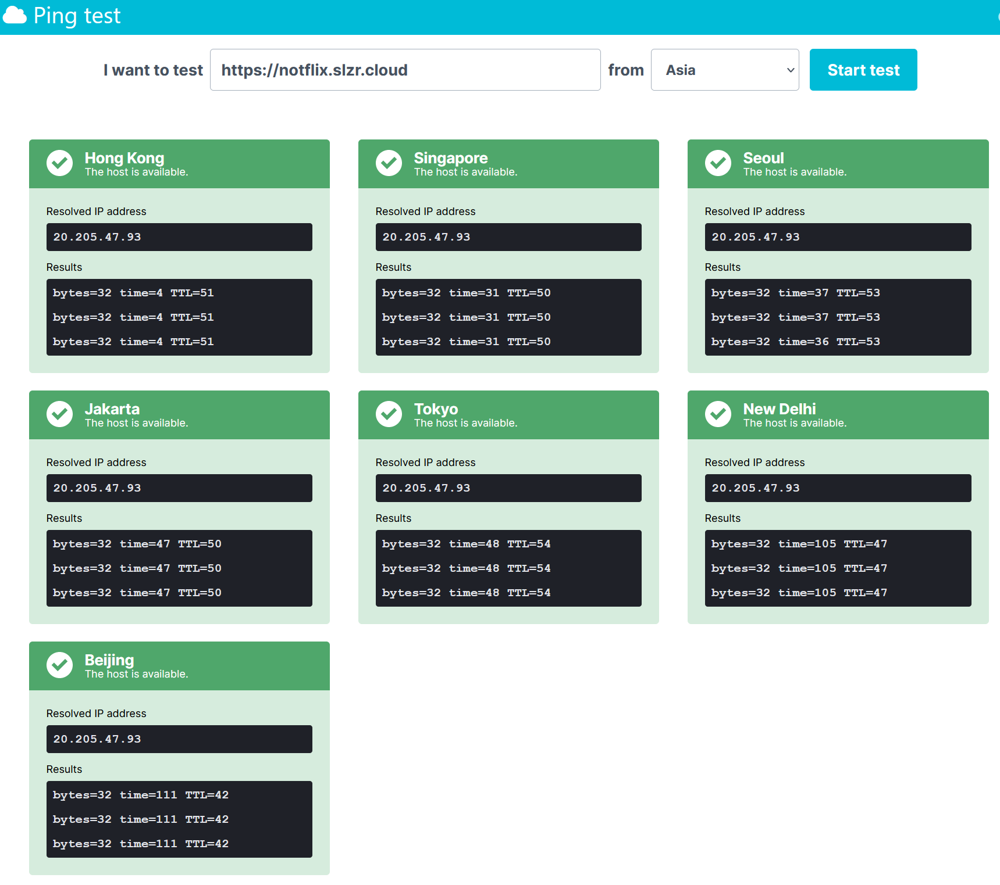 Ping test
I want to test https://notflix.slzr.cloud from Asia Start test
Hong Kong
The host is available.
Resolved IP address
20.205.47.93
Results
bytes=32 time=4 TTL=51
bytes=32 time=4 TTL=51
bytes=32 time=4 TTL=51
Singapore
The host is available.
Resolved IP address
20.205.47.93
Results
bytes=32 time=31 TTL=50
bytes=32 time=31 TTL=50
bytes=32 time=31 TTL=50
Seoul
The host is available.
Resolved IP address
20.205.47.93
Results
bytes=32 time=37 TTL=53
bytes=32 time=37 TTL=53
bytes=32 time=36 TTL=53
Jakarta
The host is available.
Resolved IP address
20.205.47.93
Results
bytes=32 time=47 TTL=50
bytes=32 time=47 TTL=50
bytes=32 time=47 TTL=50
Tokyo
The host is available.
Resolved IP address
20.205.47.93
Results
bytes=32 time=48 TTL=54
bytes=32 time=48 TTL=54
bytes=32 time=48 TTL=54
New Delhi
The host is available.
Resolved IP address
20.205.47.93
Results
bytes=32 time=105 TTL=47
bytes=32 time=105 TTL=47
bytes=32 time=105 TTL=47
Beijing
The host is available.
Resolved IP address
20.205.47.93
Results
bytes=32 time=111 TTL=42
bytes=32 time=111 TTL=42
bytes=32 time=111 TTL=42